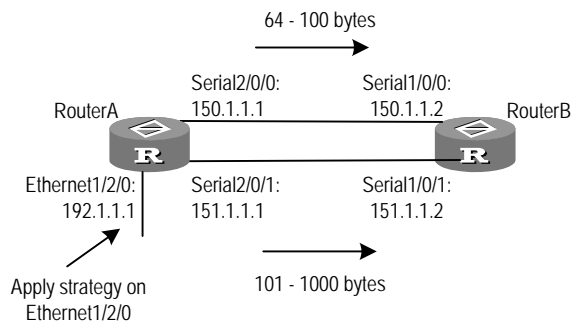 64 - 100 bytes
Serial2/0/0:
150.1.1.1
Serial1/0/0:
150.1.1.2
RouterA
RouterB
R
R
Ethernet1/2/0:
192.1.1.1
Serial2/0/1:
151.1.1.1
Serial1/0/1:
151.1.1.2
Apply strategy on
Ethernet1/2/0
101 - 1000 bytes